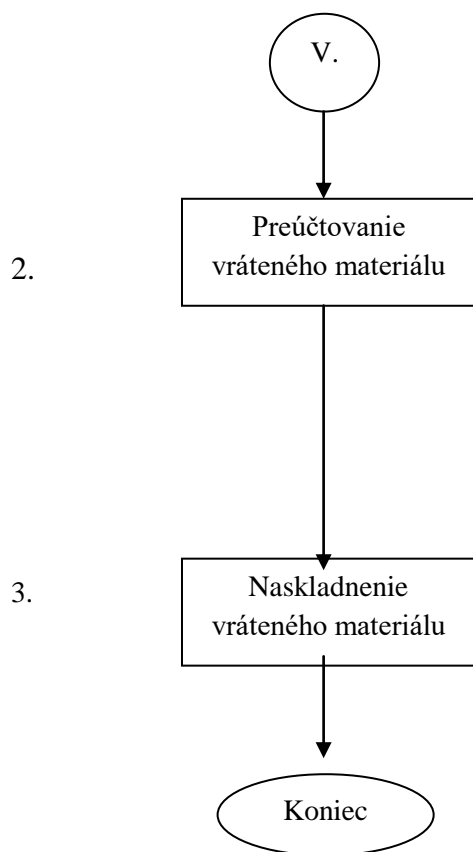 V.
2.
Preúčtovanie
vráteného materiálu
3.
Naskladnenie
vráteného materiálu
Koniec